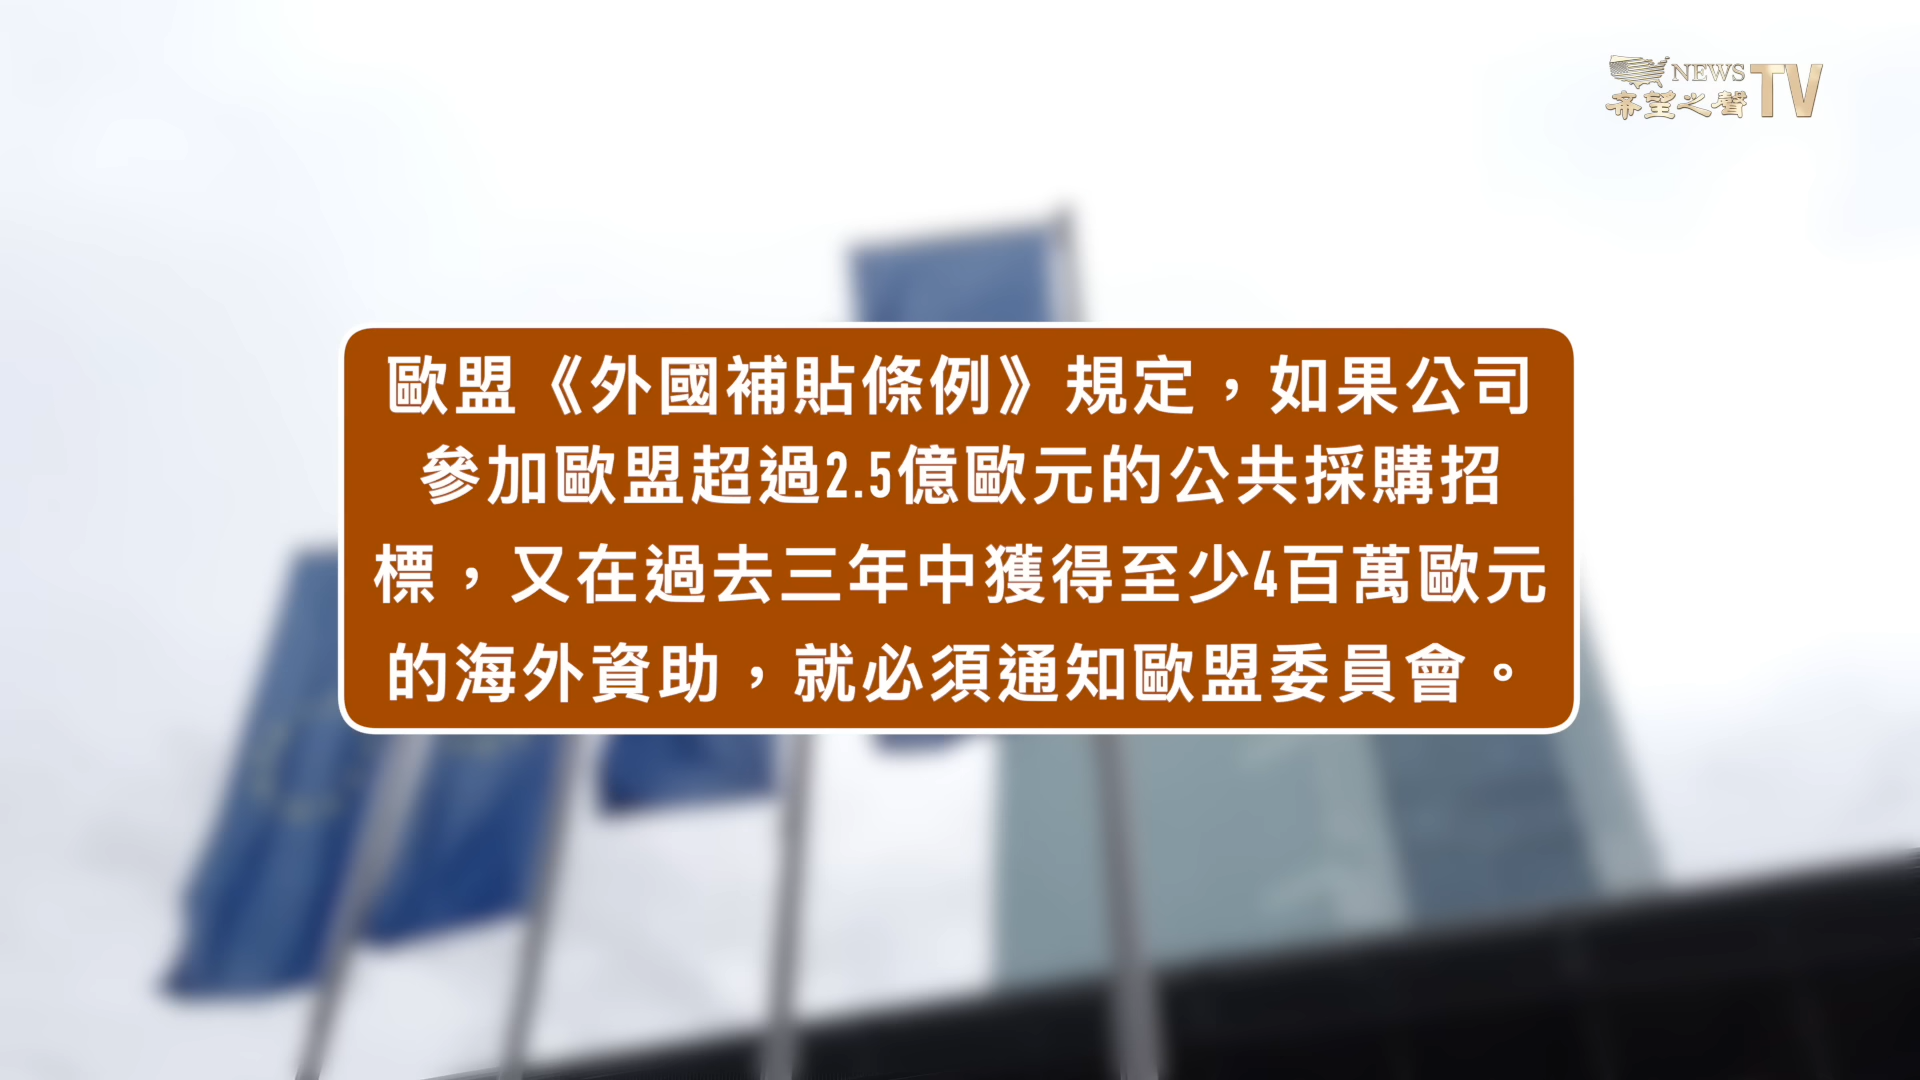 NEWS
希望之聲TV
歐盟《外國補貼條例》規定，如果公司
參加歐盟超過2.5億歐元的公共採購招
標，又在過去三年中獲得至少4百萬歐元
的海外資助，就必須通知歐盟委員會。